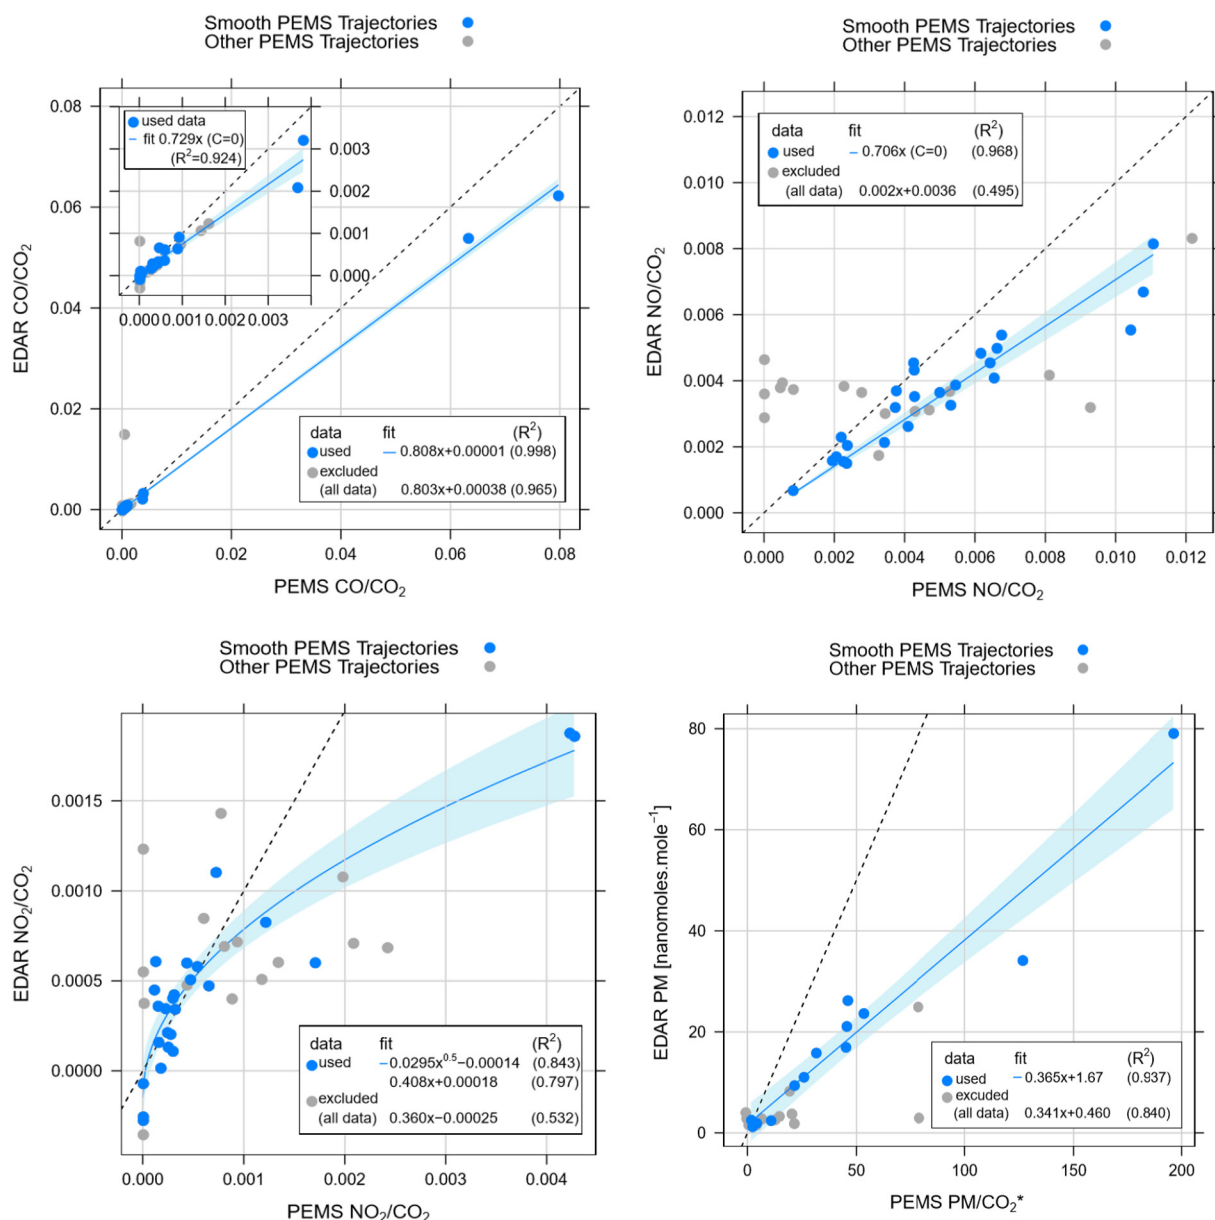 Smooth PEMS Trajectories
Other PEMS Trajectories
0.08
0.06
0.04
0.02
0.00
EDAR CO/CO₂
used data
fit 0.729x (C=0)
(R²=0.924)
0.003
0.002
0.001
0.000
0.000 0.001 0.002 0.003
data fit (R²)
used 0.808x+0.00001 (0.998)
excluded
(all data) 0.803x+0.00038 (0.965)
0.00 0.02 0.04 0.06 0.08
PEMS CO/CO₂
Smooth PEMS Trajectories
Other PEMS Trajectories
0.012
0.010
0.008
0.006
0.004
0.002
0.000
EDAR NO/CO₂
data fit (R²)
used 0.706x (C=0) (0.968)
excluded
(all data) 0.002x+0.0036 (0.495)
0.000 0.002 0.004 0.006 0.008 0.010 0.012
PEMS NO/CO₂
Smooth PEMS Trajectories
Other PEMS Trajectories
0.0015
0.0010
0.0005
0.0000
EDAR NO₂/CO₂
data fit (R²)
used 0.0295x^0.5−0.00014 (0.843)
0.408x+0.00018 (0.797)
excluded
(all data) 0.360x−0.00025 (0.532)
0.000 0.001 0.002 0.003 0.004
PEMS NO₂/CO₂
Smooth PEMS Trajectories
Other PEMS Trajectories
80
60
40
20
0
EDAR PM [nanomoles.mole⁻¹]
data fit (R²)
used 0.365x+1.67 (0.937)
excuded
(all data) 0.341x+0.460 (0.840)
0 50 100 150 200
PEMS PM/CO₂*